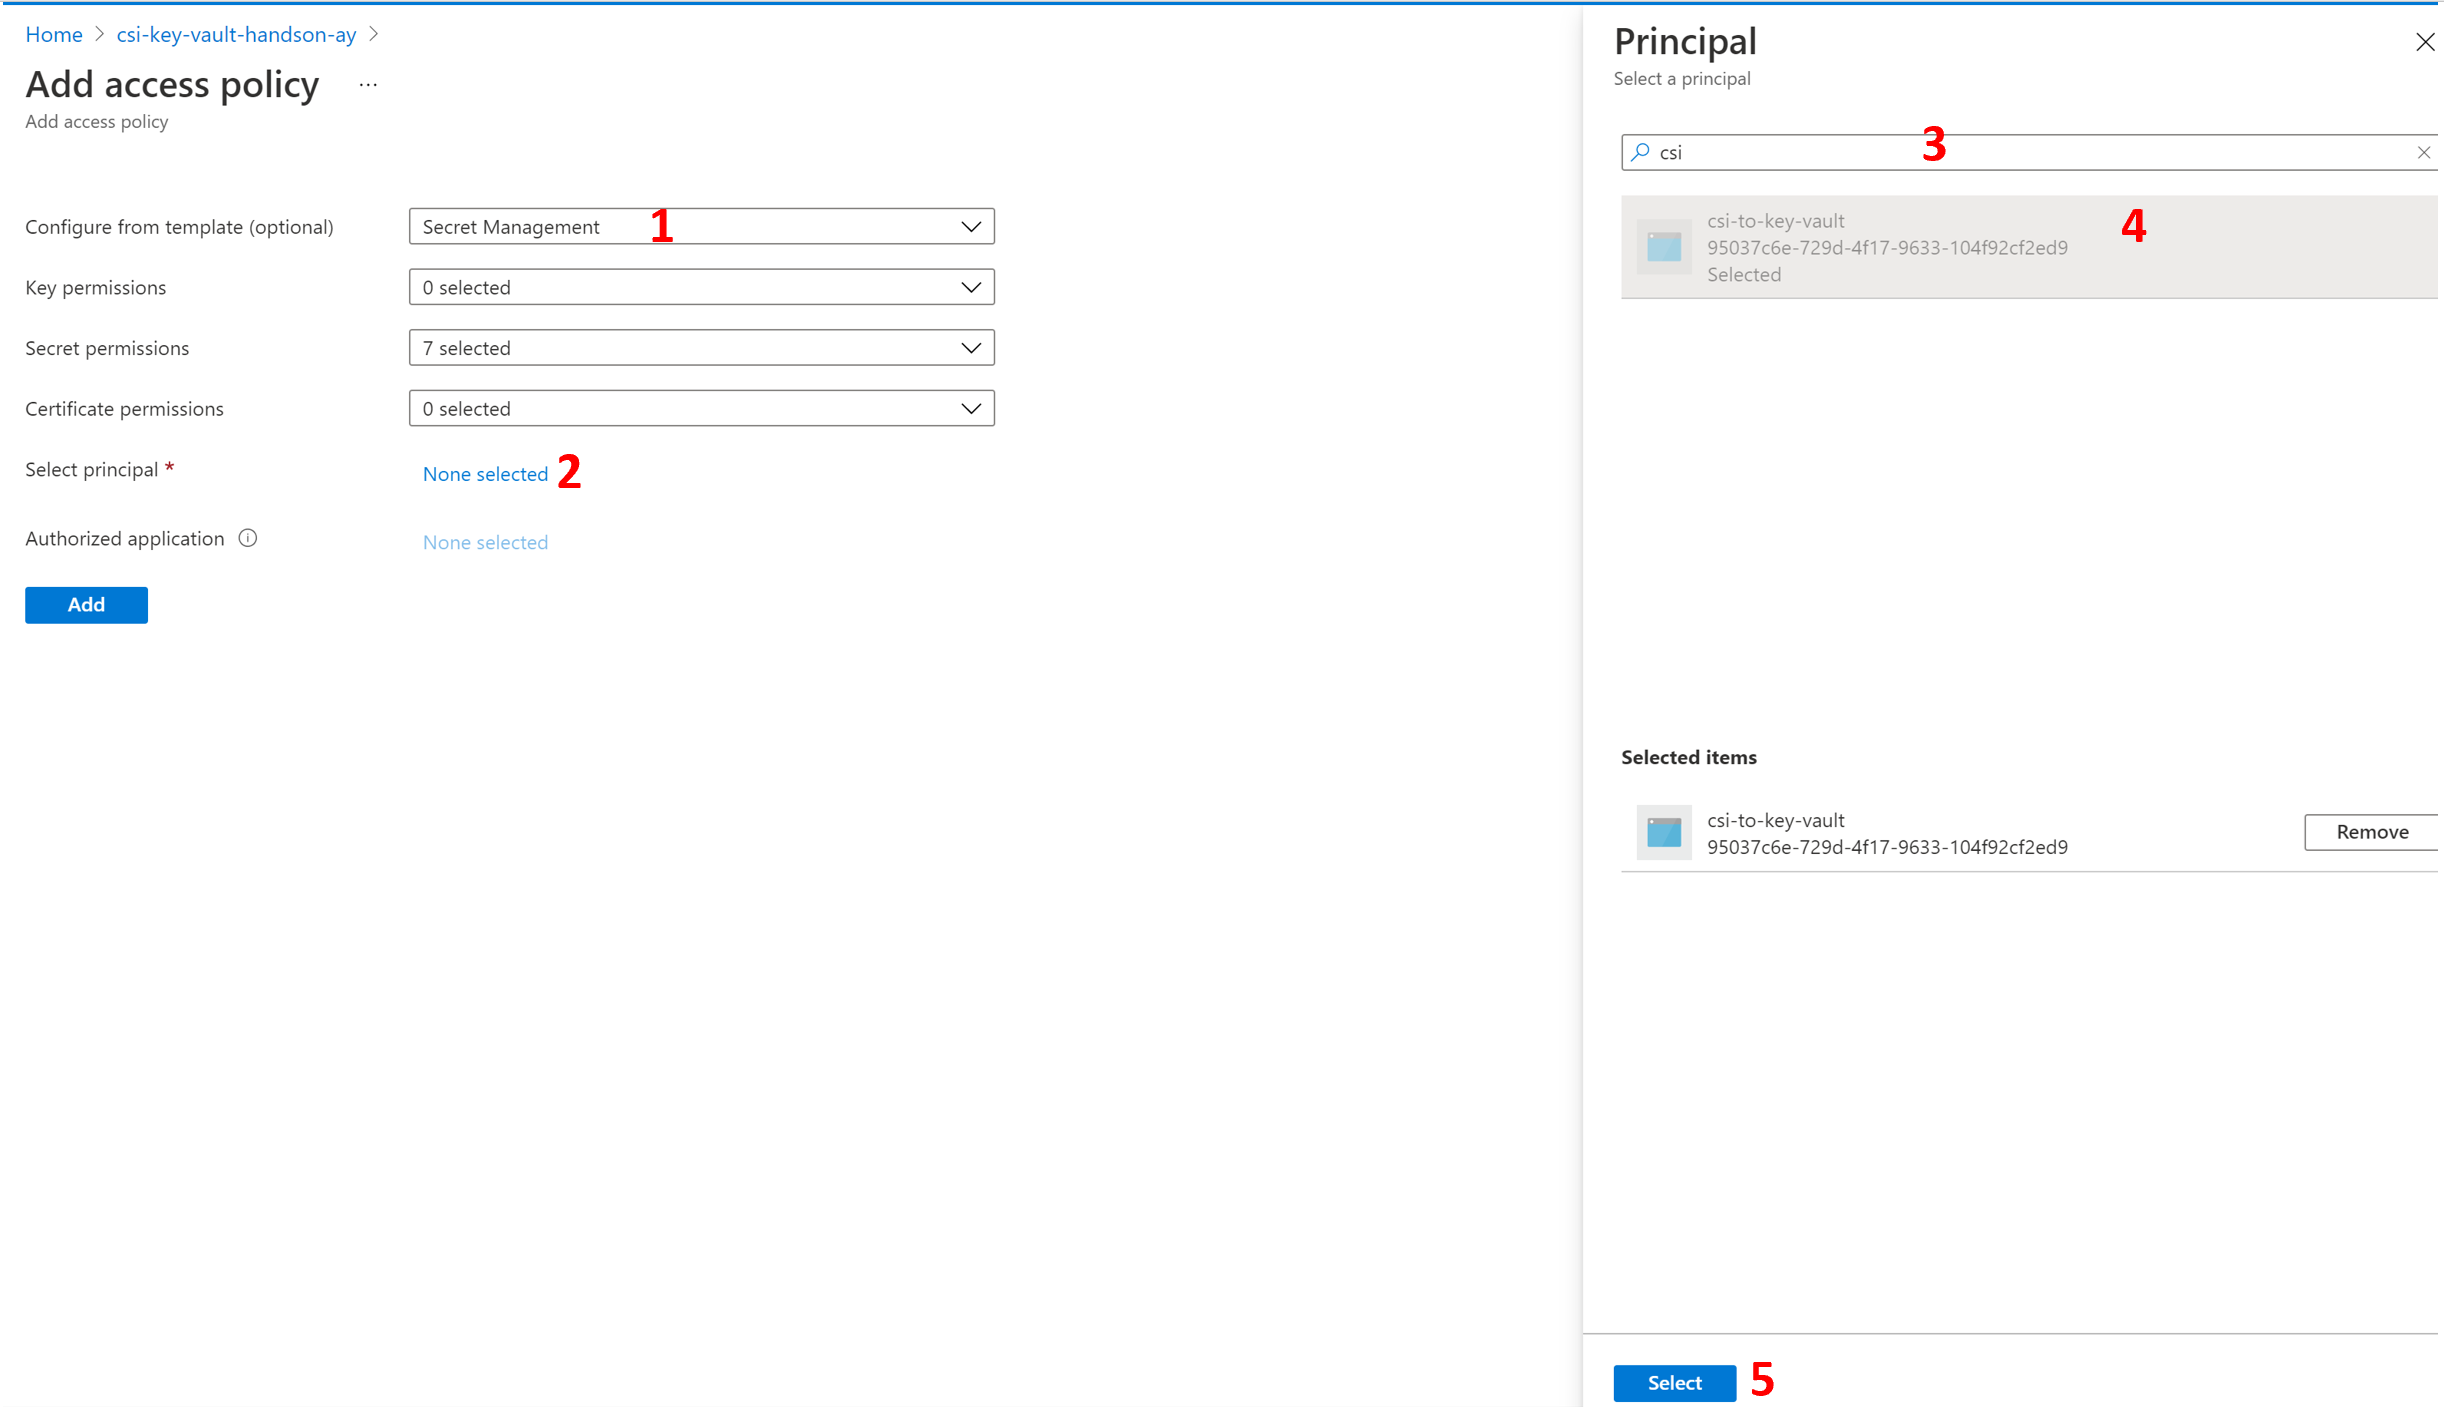 Home > csi-key-vault-handson-ay >
Add access policy ...
Add access policy
Configure from template (optional)
Secret Management 1
Key permissions
0 selected
Secret permissions
7 selected
Certificate permissions
0 selected
Select principal *
None selected 2
Authorized application
None selected
Add
Principal
Select a principal
csi 3
csi-to-key-vault 4
95037c6e-729d-4f17-9633-104f92cf2ed9
Selected
Selected items
csi-to-key-vault
95037c6e-729d-4f17-9633-104f92cf2ed9
Remove
Select 5